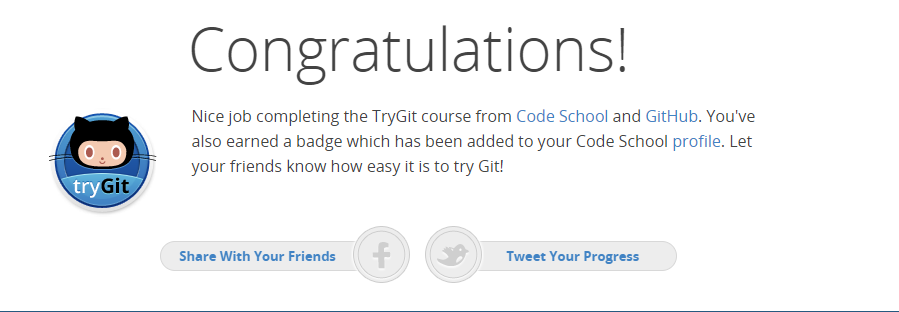 Congratulations!
Nice job completing the TryGit course from Code School and GitHub. You've
also earned a badge which has been added to your Code School profile. Let
your friends know how easy it is to try Git!
tryGit
Share With Your Friends
Tweet Your Progress